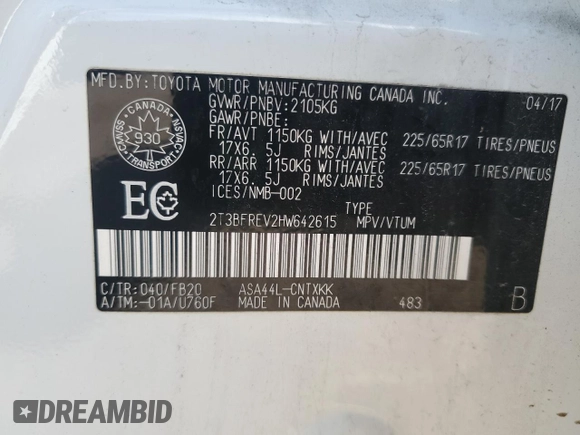 MFD.BY:TOYOTA MOTOR MANUFACTURING CANADA INC.
GVWR/PNBV:2105KG 04/17
GAWR/PNBE:
FR/AVT 1150KG WITH/AVEC 225/65R17 TIRES/PNEUS
17X6.5J RIMS/JANTES
RR/ARR 1150KG WITH/AVEC 225/65R17 TIRES/PNEUS
17X6.5J RIMS/JANTES
ICES/NMB-002
CANADA
CMVSS
NSVAC
930
TRANSPORT
EC
TYPE
2T3BFREV2HW642615 MPV/VTUM
C/TR:040/FB20 ASA44L-CNTXKK
A/TM:-01A/U760F MADE IN CANADA 483 B
DREAMBID